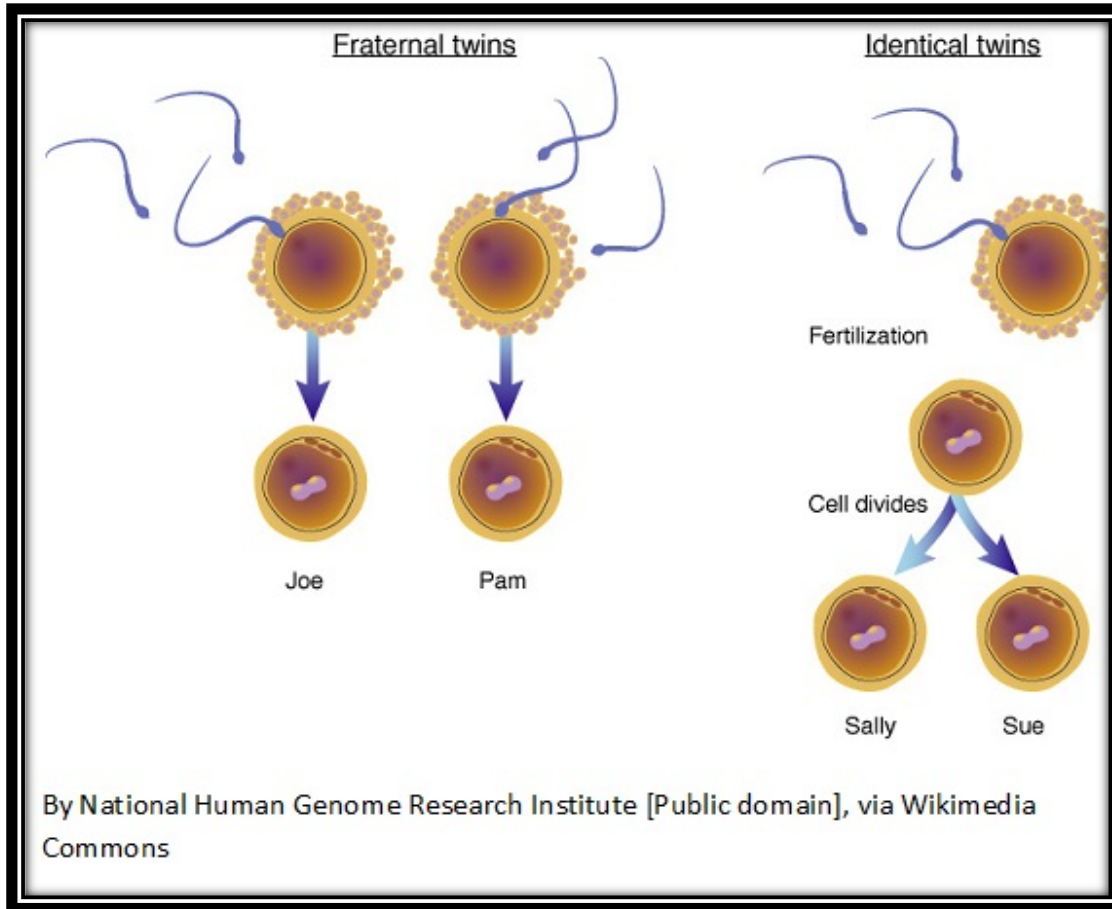 Fraternal twins
Identical twins
Fertilization
Cell divides
Joe
Pam
Sally
Sue
By National Human Genome Research Institute [Public domain], via Wikimedia
Commons